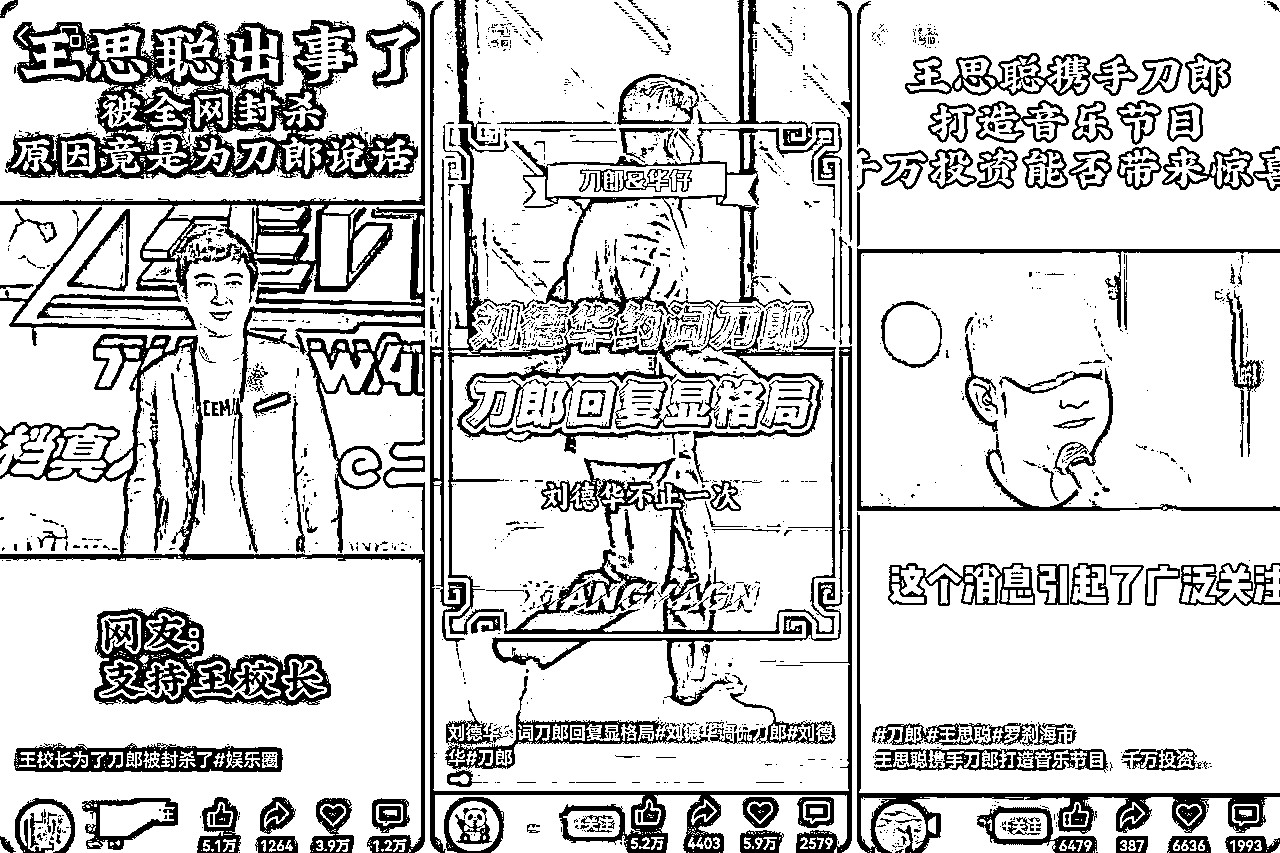 王思聪出事了
被全网封杀
原因竟是为刀郎说话
CEM
档真人
网友:
支持王校长
王校长为了刀郎被封杀了#娱乐圈
5.1万
1264
3.9万
1.2万
刀郎&华仔
刘德华约词刀郎
刀郎回复显格局
刘德华不止一次
XIANGYAGN
刘德华约词刀郎回复显格局#刘德华调侃刀郎#刘德
华#刀郎
+关注
5.2万
4403
5.9万
2579
王思聪携手刀郎
打造音乐节目
千万投资能否带来惊喜
这个消息引起了广泛关注
#刀郎 #王思聪#罗刹海市
王思聪携手刀郎打造音乐节目，千万投资...
+关注
6479
387
6636
1993